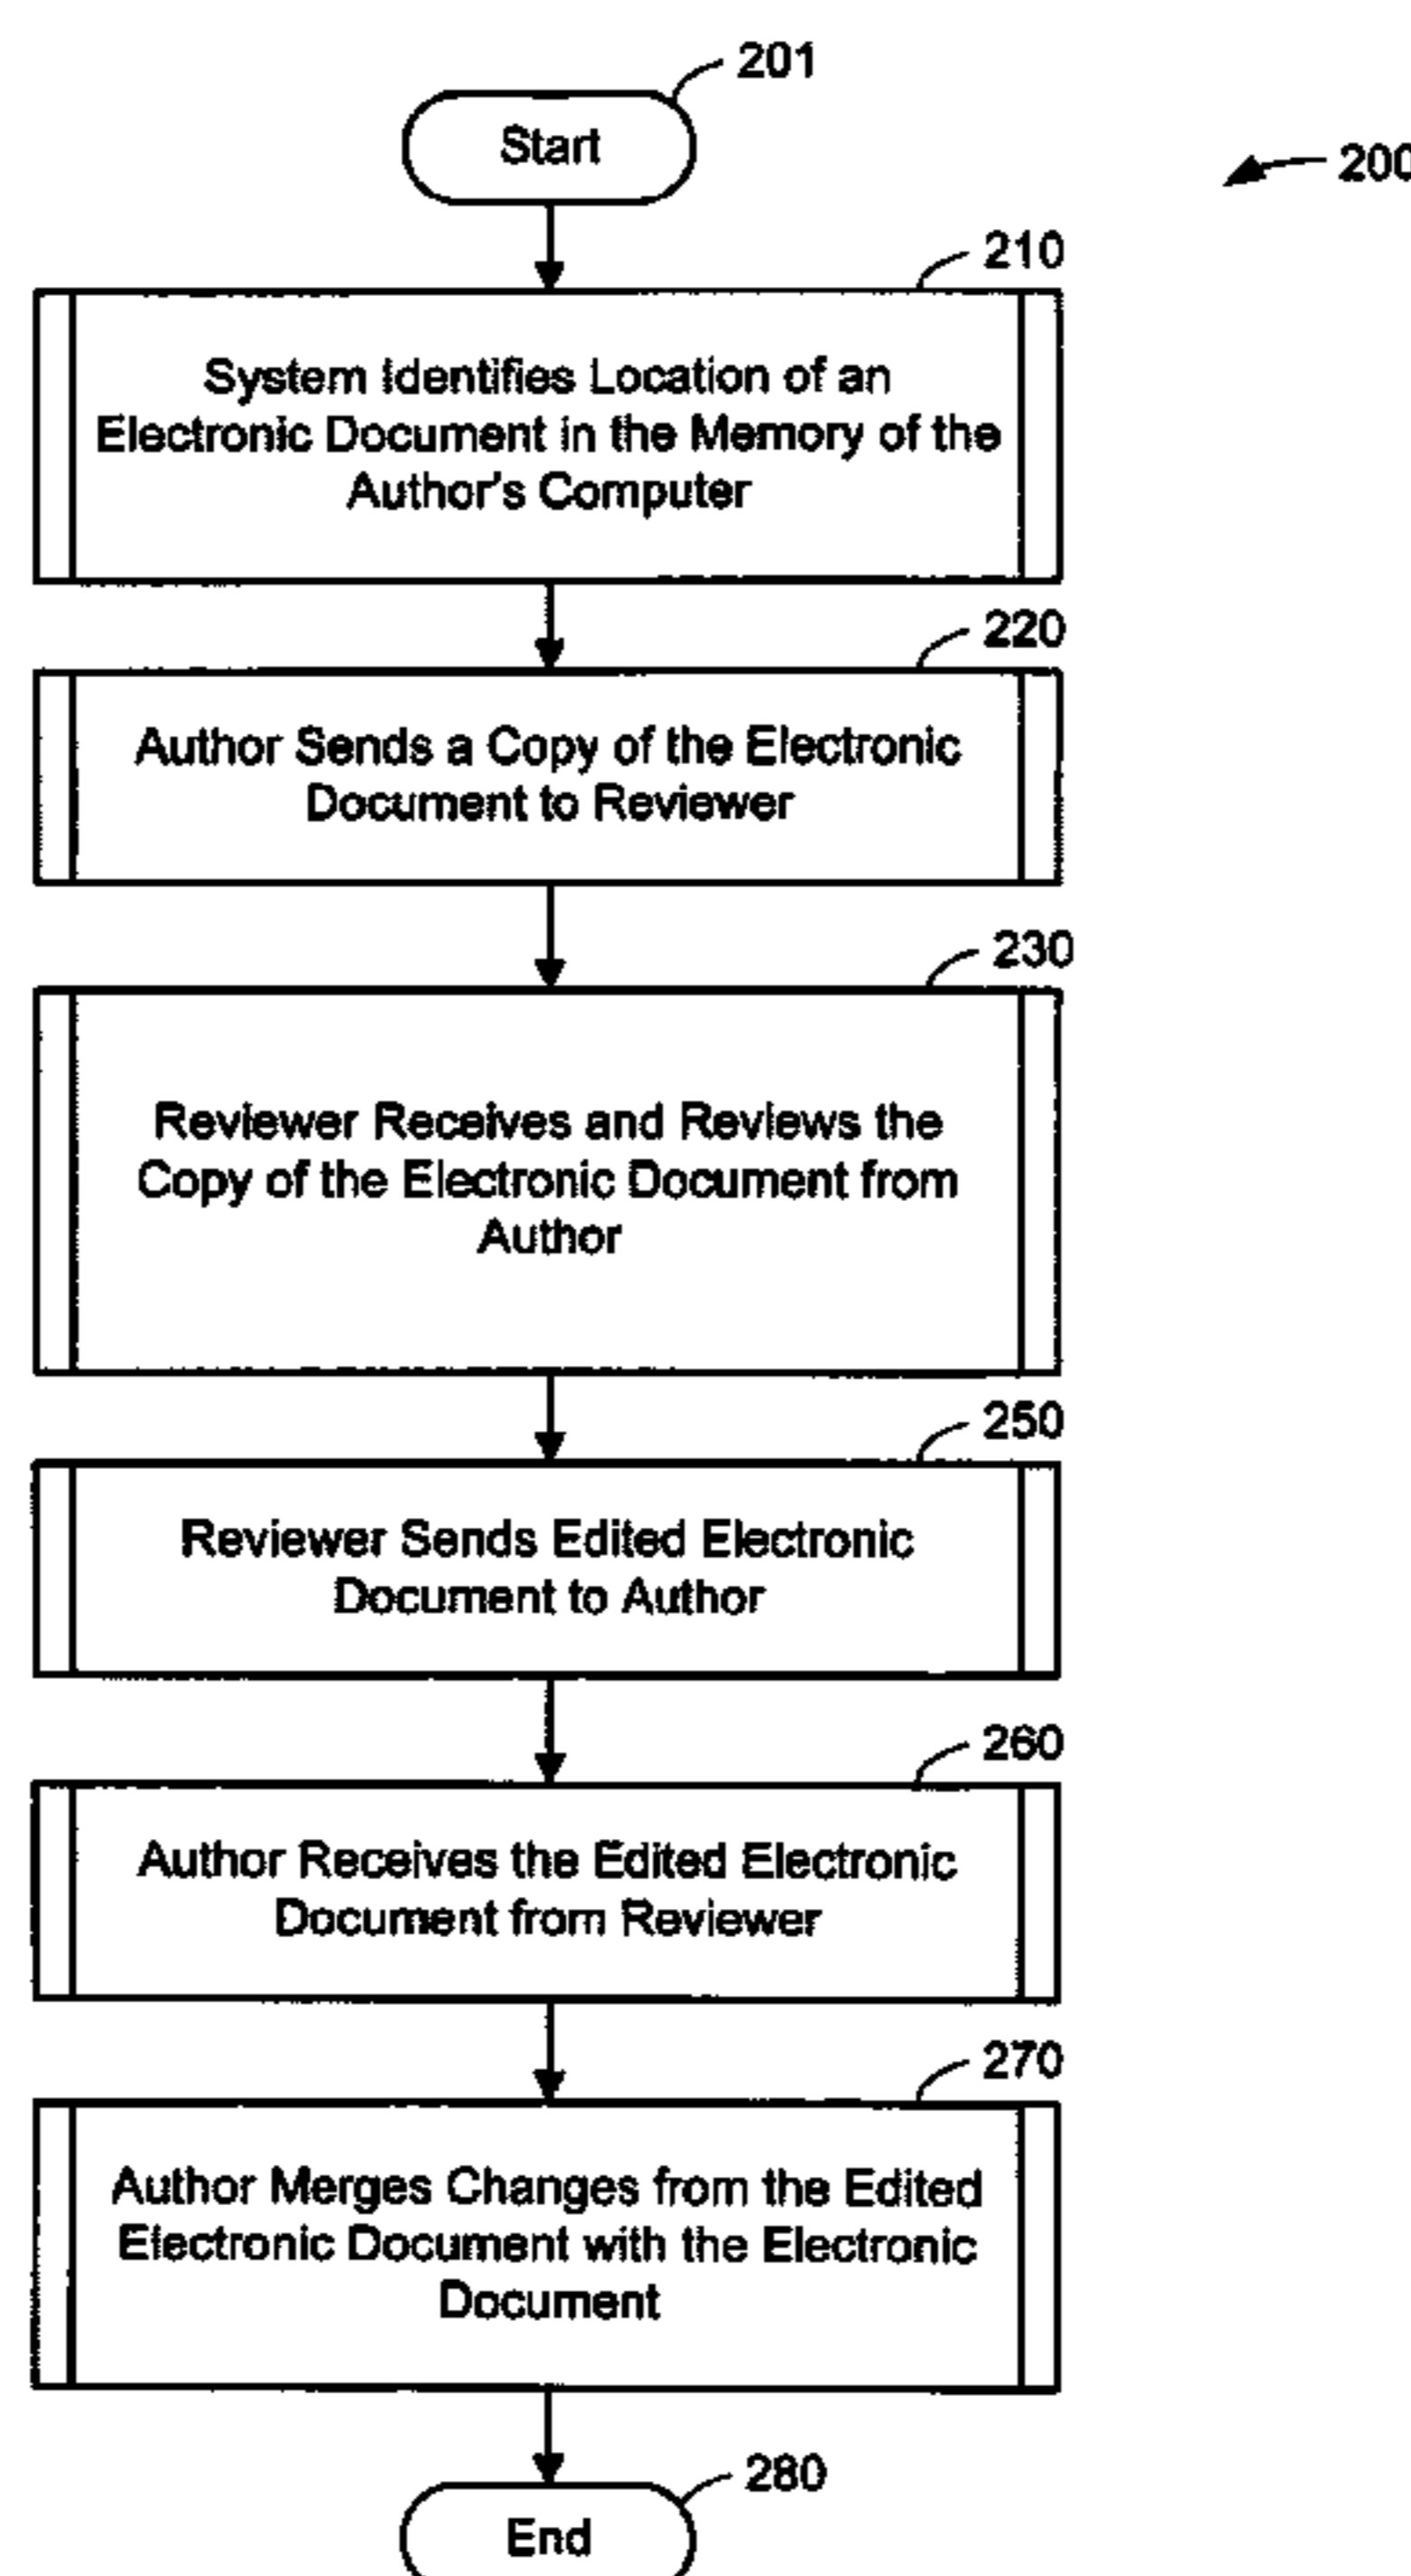 201
Start
200
210
System Identifies Location of an
Electronic Document in the Memory of the
Author's Computer
220
Author Sends a Copy of the Electronic
Document to Reviewer
230
Reviewer Receives and Reviews the
Copy of the Electronic Document from
Author
250
Reviewer Sends Edited Electronic
Document to Author
260
Author Receives the Edited Electronic
Document from Reviewer
270
Author Merges Changes from the Edited
Electronic Document with the Electronic
Document
280
End